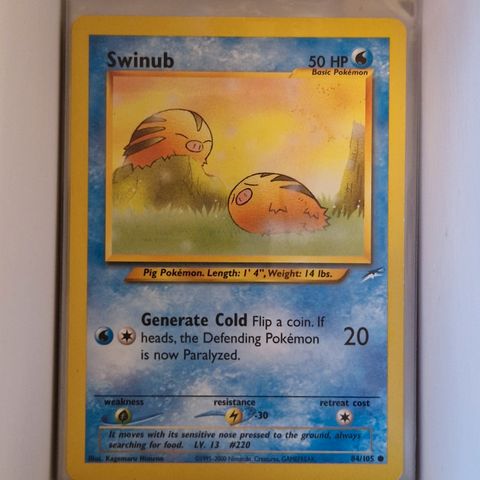 Swinub
50 HP
Basic Pokémon
Pig Pokémon. Length: 1' 4", Weight: 14 lbs.
Generate Cold Flip a coin. If
heads, the Defending Pokémon
is now Paralyzed.
20
weakness
resistance
retreat cost
-30
It moves with its sensitive nose pressed to the ground, always
searching for food. LV. 13 #220
Illus. Kagemaru Himeno
©1995-2000 Nintendo, Creatures, GAMEFREAK.
84/105